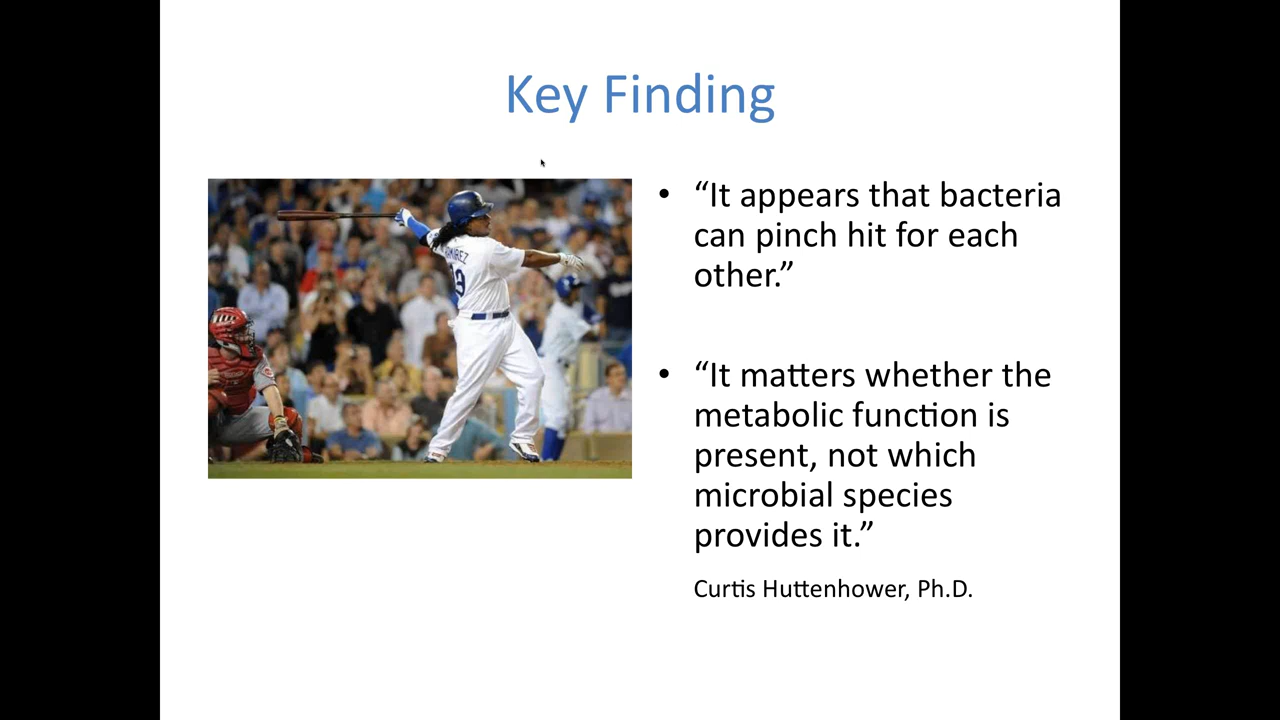 Key Finding
• “It appears that bacteria
can pinch hit for each
other.”
• “It matters whether the
metabolic function is
present, not which
microbial species
provides it.”
Curtis Huttenhower, Ph.D.